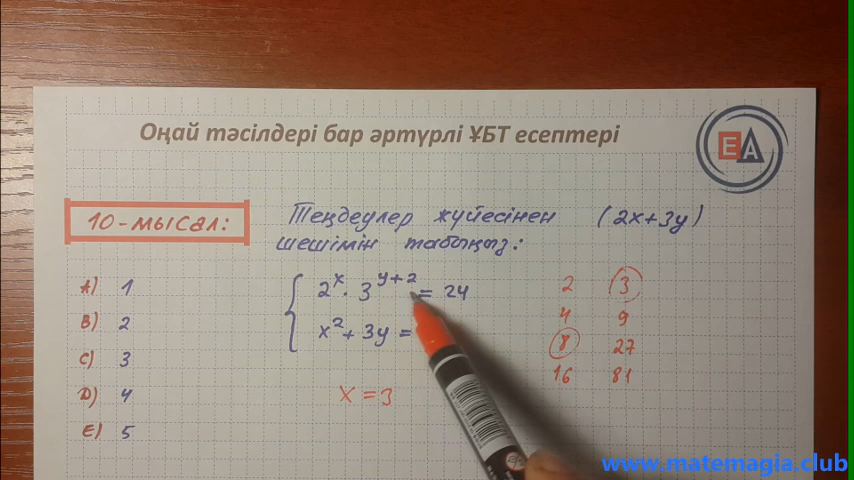 Оңай тәсілдері бар әртүрлі ҰБТ есептері
ЕА
10-мысал: Теңдеулер жүйесінен (2x+3y)
шешімін табыңыз:
A) 1
B) 2
C) 3
D) 4
E) 5
2^x · 3^(y+2) = 24
x² + 3y =
x = 3
2 3
4 9
8 27
16 81
www.matemagia.club